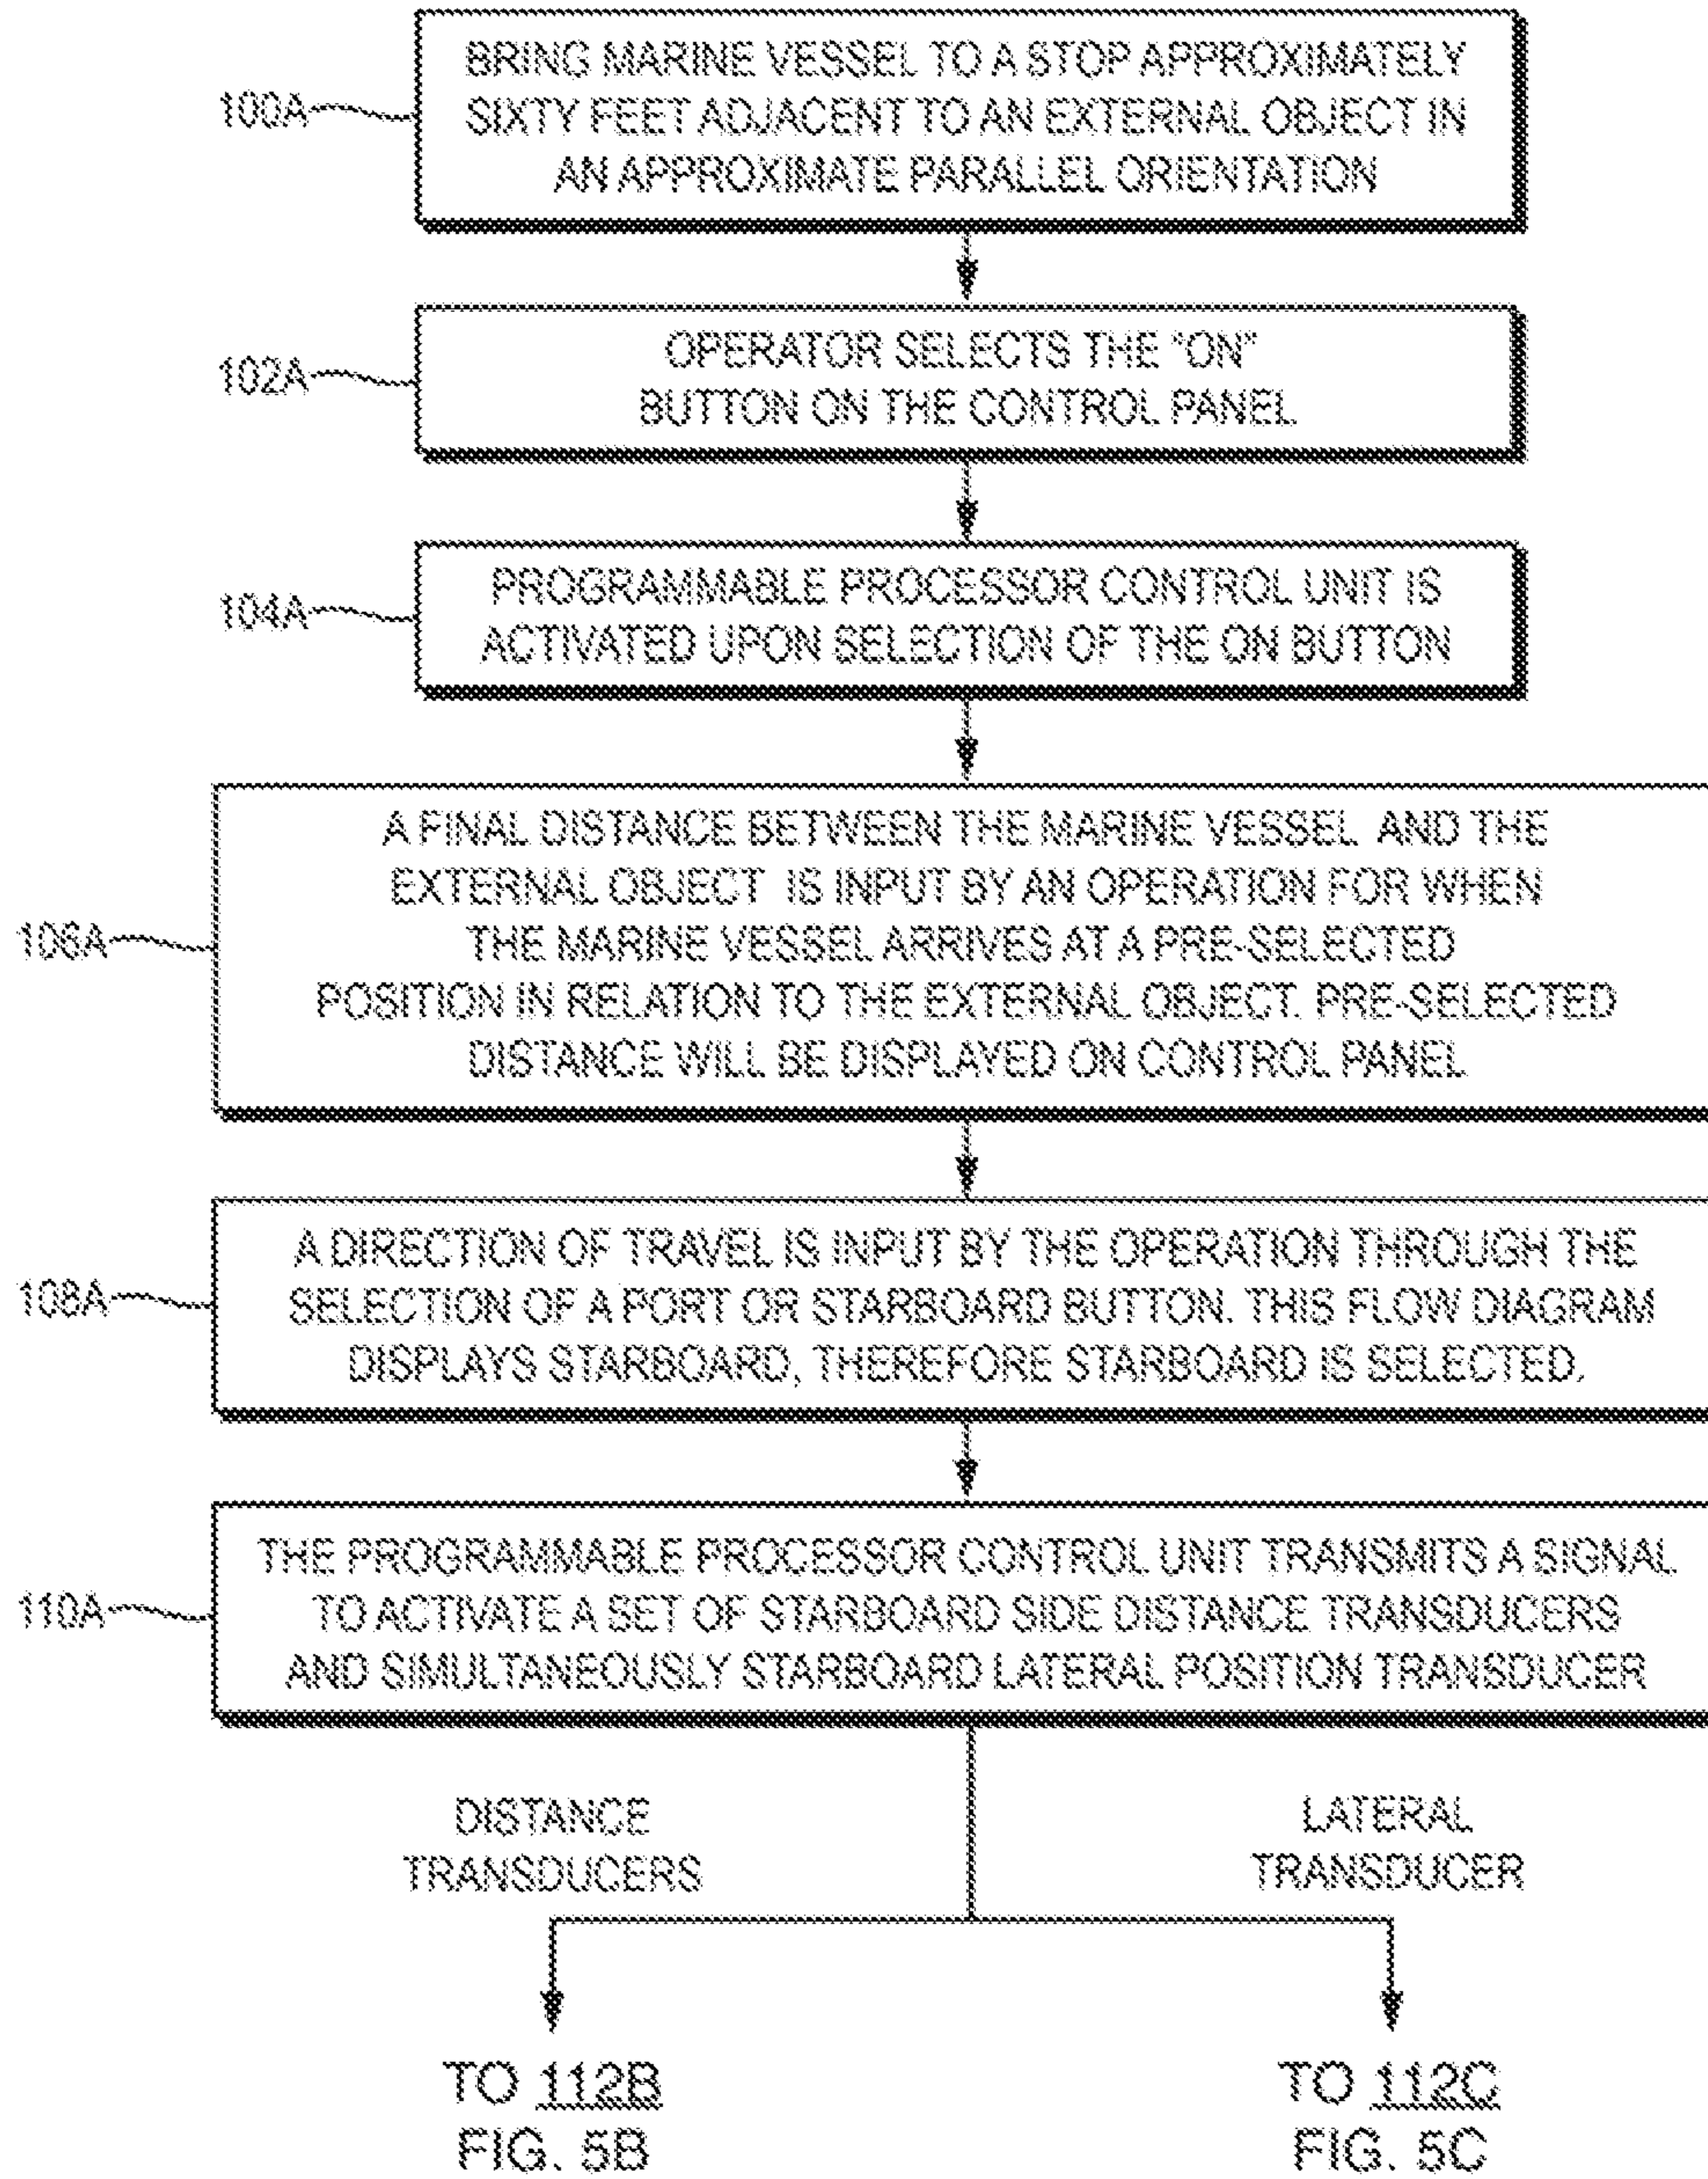 BRING MARINE VESSEL TO A STOP APPROXIMATELY
SIXTY FEET ADJACENT TO AN EXTERNAL OBJECT IN
AN APPROXIMATE PARALLEL ORIENTATION
100A
OPERATOR SELECTS THE "ON"
BUTTON ON THE CONTROL PANEL
102A
PROGRAMMABLE PROCESSOR CONTROL UNIT IS
ACTIVATED UPON SELECTION OF THE ON BUTTON
104A
A FINAL DISTANCE BETWEEN THE MARINE VESSEL AND THE
EXTERNAL OBJECT IS INPUT BY AN OPERATION FOR WHEN
THE MARINE VESSEL ARRIVES AT A PRE-SELECTED
POSITION IN RELATION TO THE EXTERNAL OBJECT. PRE-SELECTED
DISTANCE WILL BE DISPLAYED ON CONTROL PANEL
106A
A DIRECTION OF TRAVEL IS INPUT BY THE OPERATION THROUGH THE
SELECTION OF A PORT OR STARBOARD BUTTON. THIS FLOW DIAGRAM
DISPLAYS STARBOARD, THEREFORE STARBOARD IS SELECTED.
108A
THE PROGRAMMABLE PROCESSOR CONTROL UNIT TRANSMITS A SIGNAL
TO ACTIVATE A SET OF STARBOARD SIDE DISTANCE TRANSDUCERS
AND SIMULTANEOUSLY STARBOARD LATERAL POSITION TRANSDUCER
110A
DISTANCE
TRANSDUCERS
LATERAL
TRANSDUCER
TO 112B
FIG. 5B
TO 112C
FIG. 5C